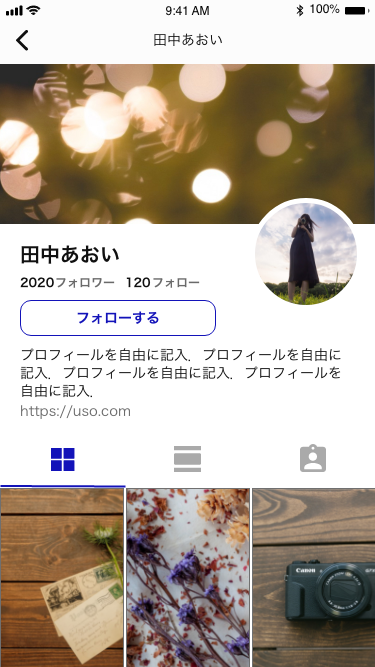 9:41 AM 100%
田中あおい
田中あおい
2020フォロワー 120フォロー
フォローする
プロフィールを自由に記入．プロフィールを自由に
記入．プロフィールを自由に記入．プロフィールを
自由に記入．
https://uso.com
Canon